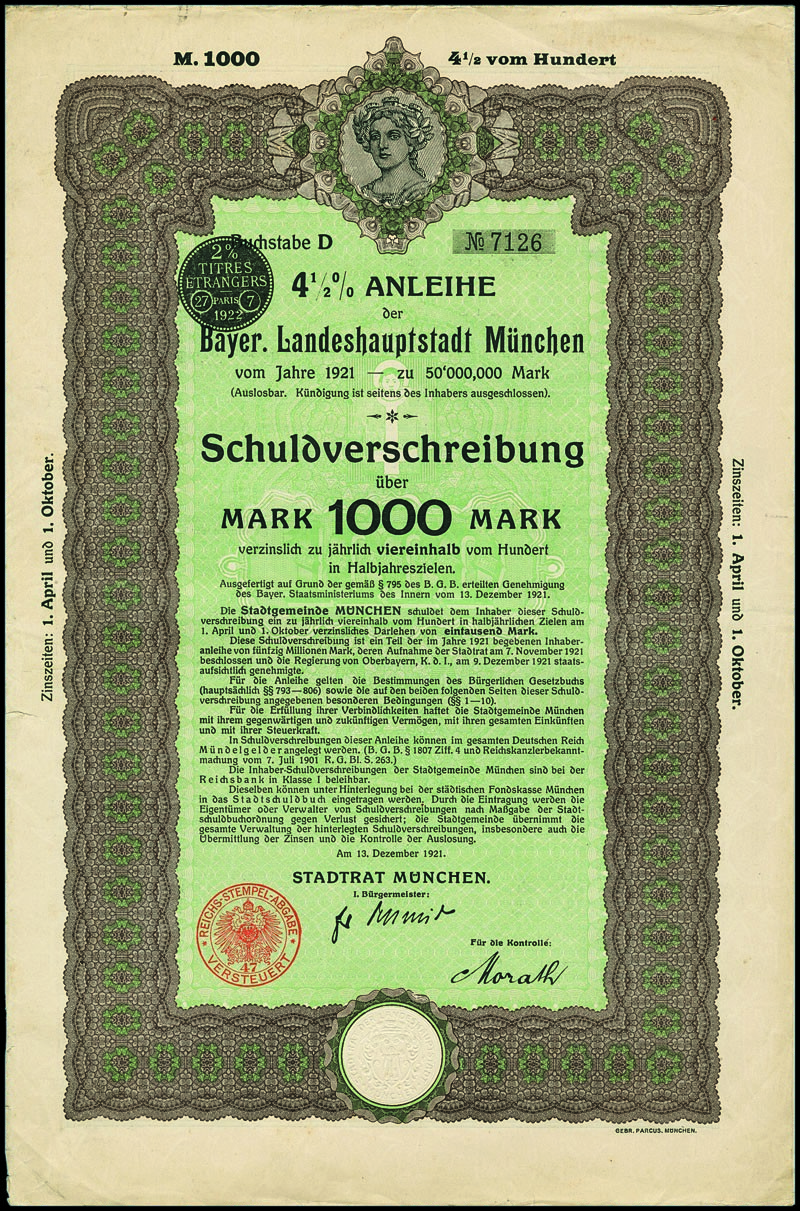 M. 1000
4 1/2 vom Hundert
Buchstabe D
№ 7126
2%
TITRES
ETRANGERS
27 PARIS 7
1922
4 1/2 % ANLEIHE
der
Bayer. Landeshauptstadt München
vom Jahre 1921 — zu 50'000,000 Mark
(Auslosbar. Kündigung ist seitens des Inhabers ausgeschlossen).
Schuldverschreibung
über
MARK 1000 MARK
verzinslich zu jährlich viereinhalb vom Hundert
in Halbjahreszielen.
Ausgefertigt auf Grund der gemäß § 795 des B. G. B. erteilten Genehmigung
des Bayer. Staatsministeriums des Innern vom 13. Dezember 1921.
Die Stadtgemeinde MÜNCHEN schuldet dem Inhaber dieser Schuld-
verschreibung ein zu jährlich viereinhalb vom Hundert in halbjährlichen Zielen am
1. April und 1. Oktober verzinsliches Darlehen von eintausend Mark.
Diese Schuldverschreibung ist ein Teil der im Jahre 1921 begebenen Inhaber-
anleihe von fünfzig Millionen Mark, deren Aufnahme der Stadtrat am 7. November 1921
beschlossen und die Regierung von Oberbayern, K. d. I., am 9. Dezember 1921 staats-
aufsichtlich genehmigte.
Für die Anleihe gelten die Bestimmungen des Bürgerlichen Gesetzbuchs
(hauptsächlich §§ 793—806) sowie die auf den beiden folgenden Seiten dieser Schuld-
verschreibung angegebenen besonderen Bedingungen (§§ 1—10).
Für die Erfüllung ihrer Verbindlichkeiten haftet die Stadtgemeinde München
mit ihrem gegenwärtigen und zukünftigen Vermögen, mit ihren gesamten Einkünften
und mit ihrer Steuerkraft.
In Schuldverschreibungen dieser Anleihe können im gesamten Deutschen Reich
Mündelgelder angelegt werden. (B. G. B. § 1807 Ziff. 4 und Reichskanzlerbekannt-
machung vom 7. Juli 1901 R. G. Bl. S. 263.)
Die Inhaber-Schuldverschreibungen der Stadtgemeinde München sind bei der
Reichsbank in Klasse I beleihbar.
Dieselben können unter Hinterlegung bei der städtischen Fondskasse München
in das Stadtschuldbuch eingetragen werden, Durch die Eintragung werden die
Eigentümer oder Verwalter von Schuldverschreibungen nach Maßgabe der Stadt-
schuldbuchordnung gegen Verlust gesichert; die Stadtgemeinde übernimmt die
gesamte Verwaltung der hinterlegten Schuldverschreibungen, insbesondere auch die
Übermittlung der Zinsen und die Kontrolle der Auslosung.
Am 13. Dezember 1921.
STADTRAT MÜNCHEN.
I. Bürgermeister:
Für die Kontrolle:
Morath
REICHS-STEMPEL-ABGABE
47
VERSTEUERT
Zinszeiten: 1. April und 1. Oktober.
Zinszeiten: 1. April und 1. Oktober.
GEBR. PARCUS, MÜNCHEN.